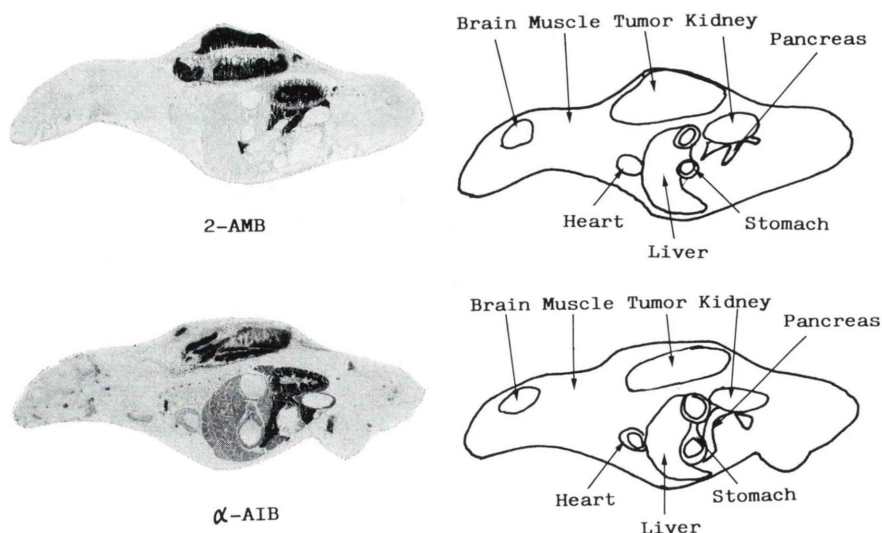 Brain Muscle Tumor Kidney
Pancreas
Heart
Stomach
Liver
2-AMB
Brain Muscle Tumor Kidney
Pancreas
Heart
Stomach
Liver
α-AIB